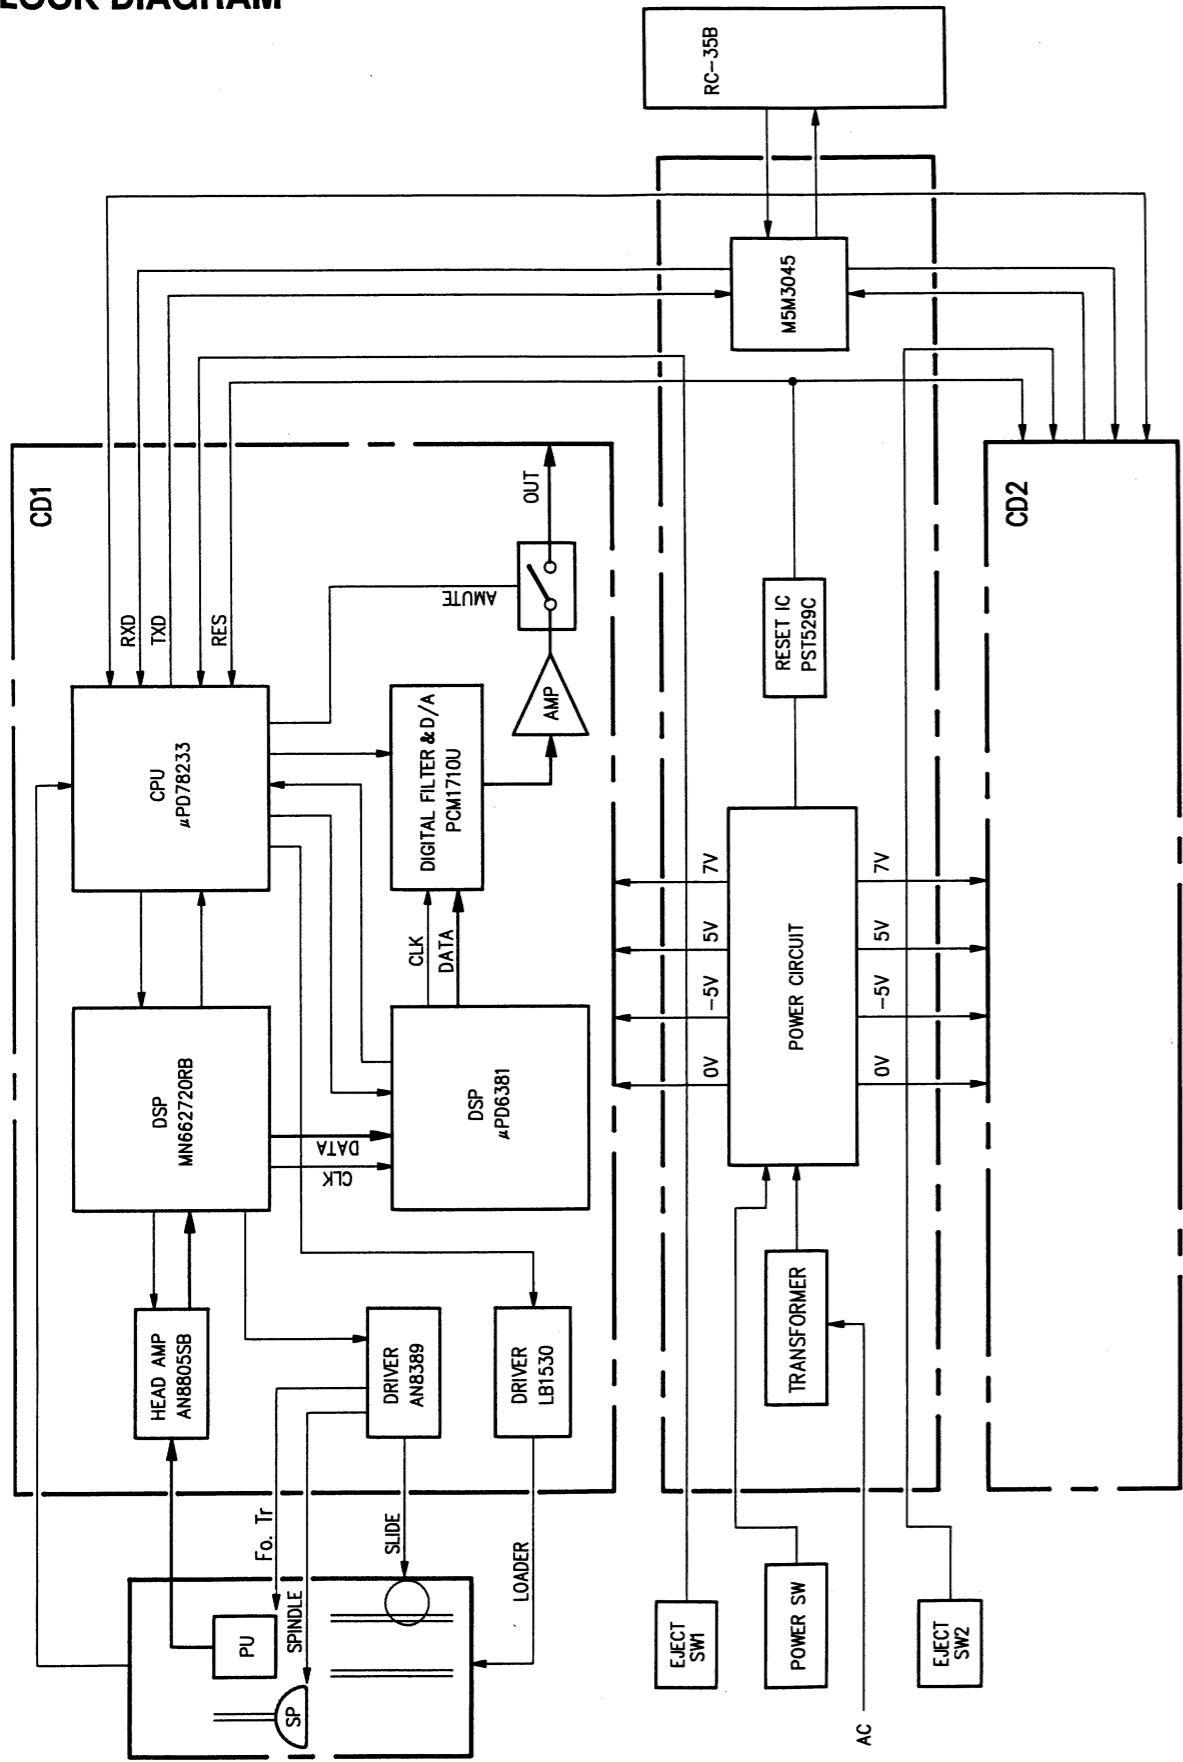 BLOCK DIAGRAM
RC-35B
CD1
RXD
TXD
RES
CPU
μPD78233
DSP
MN662720RB
HEAD AMP
AN8805SB
DIGITAL FILTER & D/A
PCM1710U
AMP
AMUTE
OUT
CLK
DATA
DSP
μPD6381
DATA
CLK
DRIVER
AN8389
DRIVER
LB1530
Fo. Tr
SPINDLE
SLIDE
LOADER
PU
SP
M5M3045
RESET IC
PST529C
POWER CIRCUIT
7V
5V
-5V
0V
7V
5V
-5V
0V
TRANSFORMER
EJECT
SW1
POWER SW
AC
EJECT
SW2
CD2